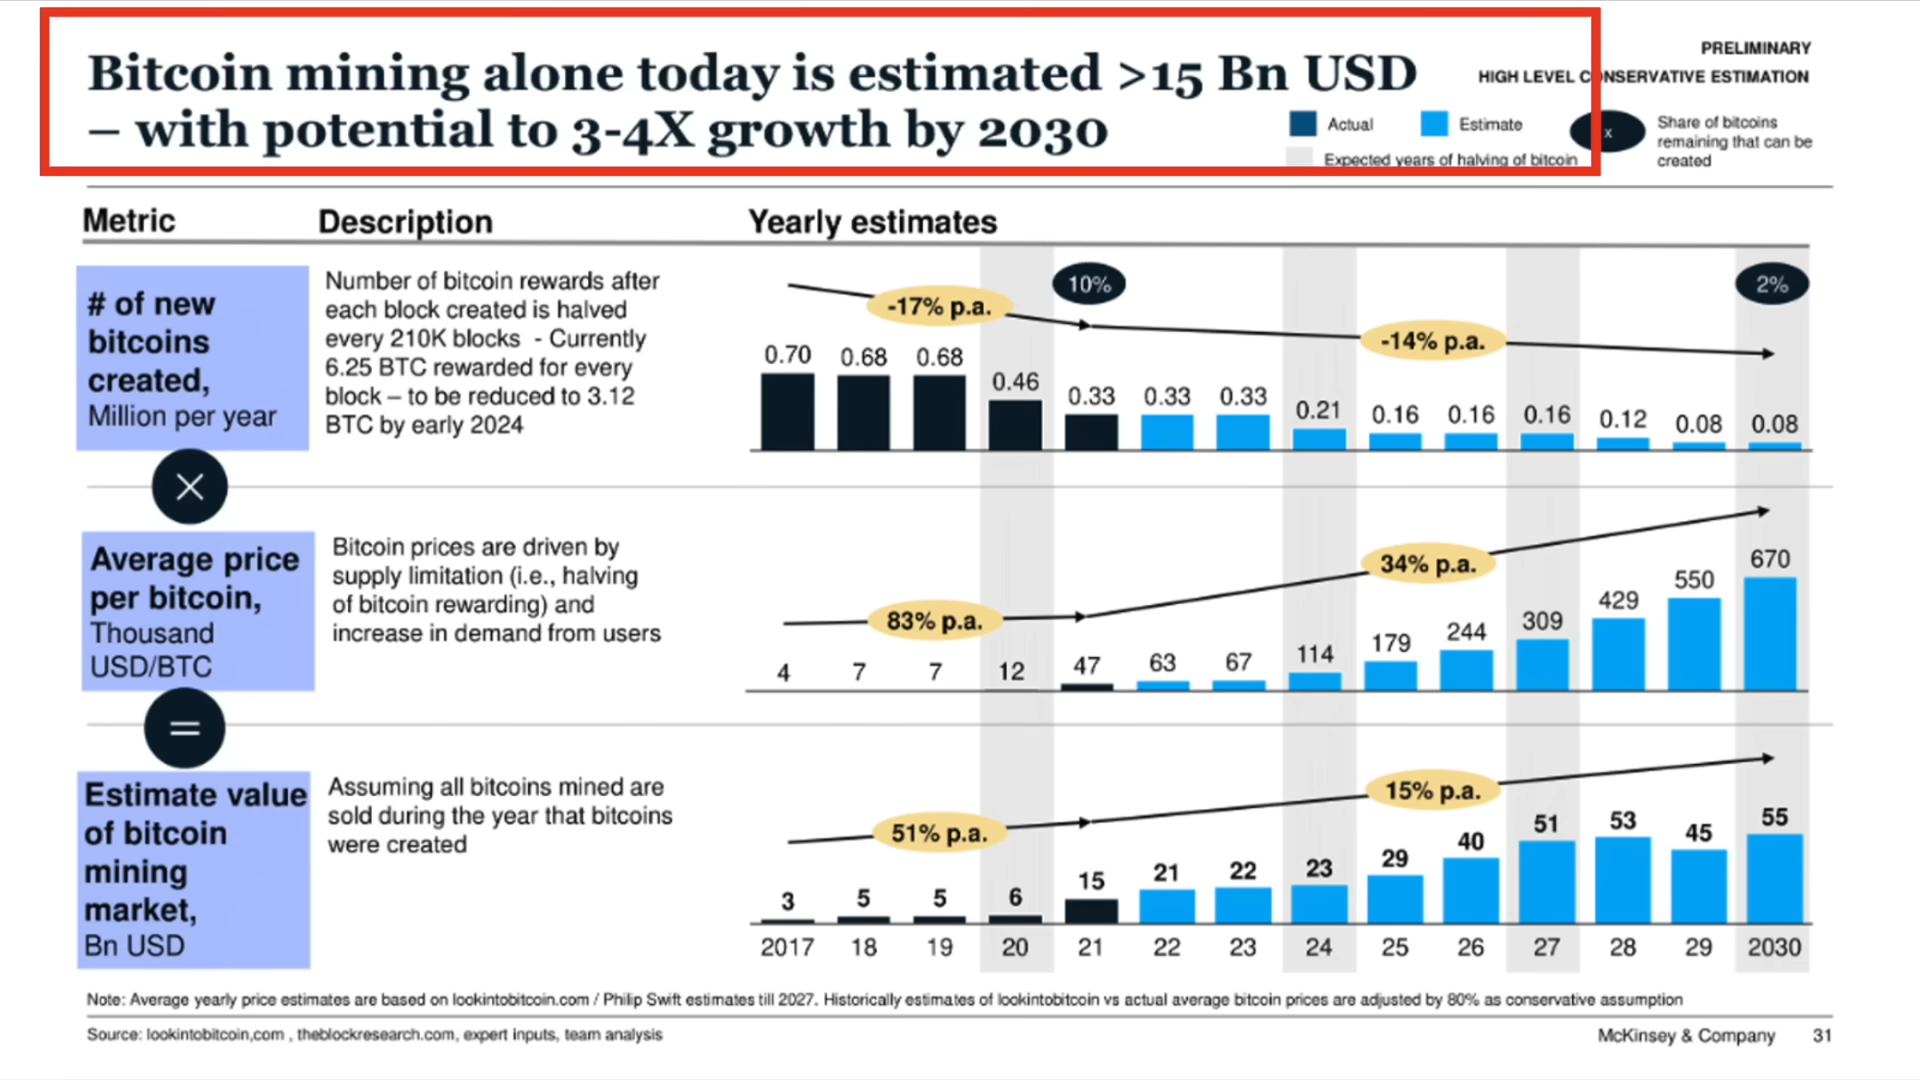 Bitcoin mining alone today is estimated >15 Bn USD
– with potential to 3-4X growth by 2030
PRELIMINARY
HIGH LEVEL CONSERVATIVE ESTIMATION
Actual
Estimate
Expected years of halving of bitcoin
x
Share of bitcoins
remaining that can be
created
Metric
Description
Yearly estimates
# of new
bitcoins
created,
Million per year
Number of bitcoin rewards after
each block created is halved
every 210K blocks - Currently
6.25 BTC rewarded for every
block – to be reduced to 3.12
BTC by early 2024
10%
2%
-17% p.a.
-14% p.a.
0.70 0.68 0.68 0.46 0.33 0.33 0.33 0.21 0.16 0.16 0.16 0.12 0.08 0.08
×
Average price
per bitcoin,
Thousand
USD/BTC
Bitcoin prices are driven by
supply limitation (i.e., halving
of bitcoin rewarding) and
increase in demand from users
83% p.a.
34% p.a.
4 7 7 12 47 63 67 114 179 244 309 429 550 670
=
Estimate value
of bitcoin
mining
market,
Bn USD
Assuming all bitcoins mined are
sold during the year that bitcoins
were created
51% p.a.
15% p.a.
3 5 5 6 15 21 22 23 29 40 51 53 45 55
2017 18 19 20 21 22 23 24 25 26 27 28 29 2030
Note: Average yearly price estimates are based on lookintobitcoin.com / Philip Swift estimates till 2027. Historically estimates of lookintobitcoin vs actual average bitcoin prices are adjusted by 80% as conservative assumption
Source: lookintobitcoin,com , theblockresearch.com, expert inputs, team analysis
McKinsey & Company 31